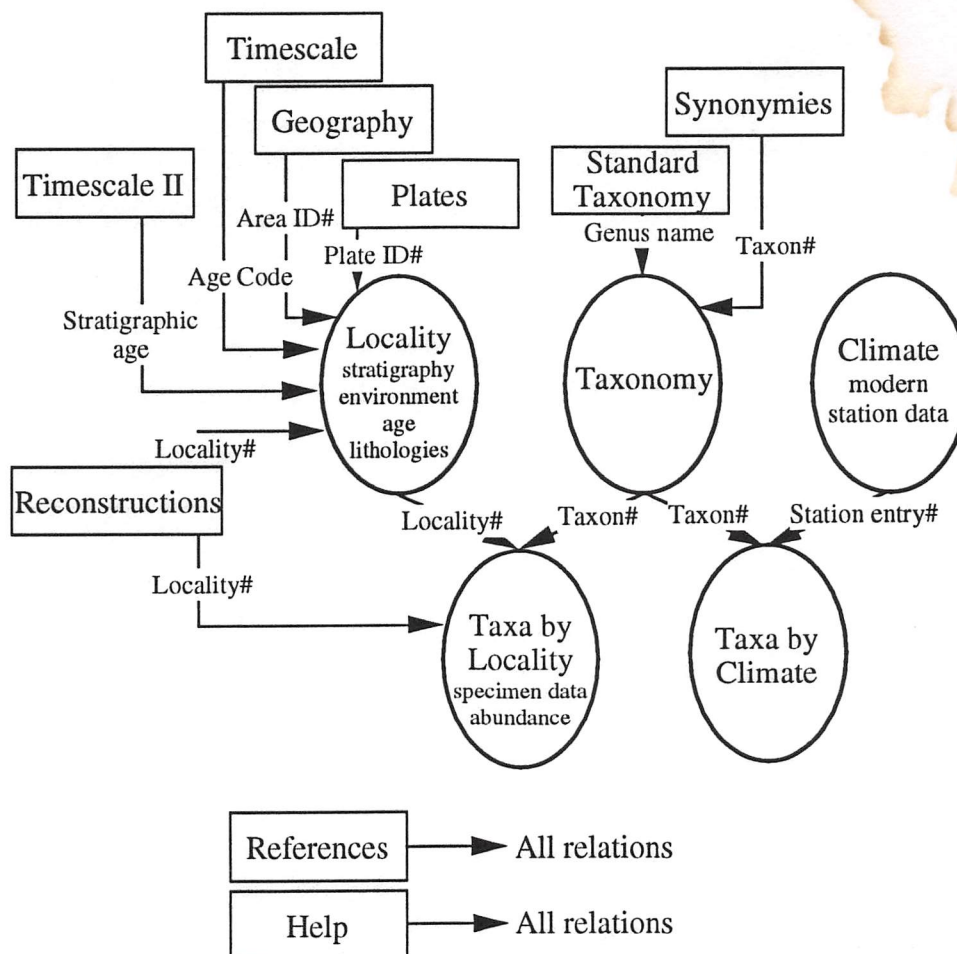 Timescale
Geography
Synonymies
Timescale II
Plates
Standard
Taxonomy
Area ID#
Plate ID#
Genus name
Taxon#
Age Code
Stratigraphic
age
Locality
stratigraphy
environment
age
lithologies
Taxonomy
Climate
modern
station data
Locality#
Reconstructions
Locality#
Taxon#
Taxon#
Station entry#
Locality#
Taxa by
Locality
specimen data
abundance
Taxa by
Climate
References
All relations
Help
All relations